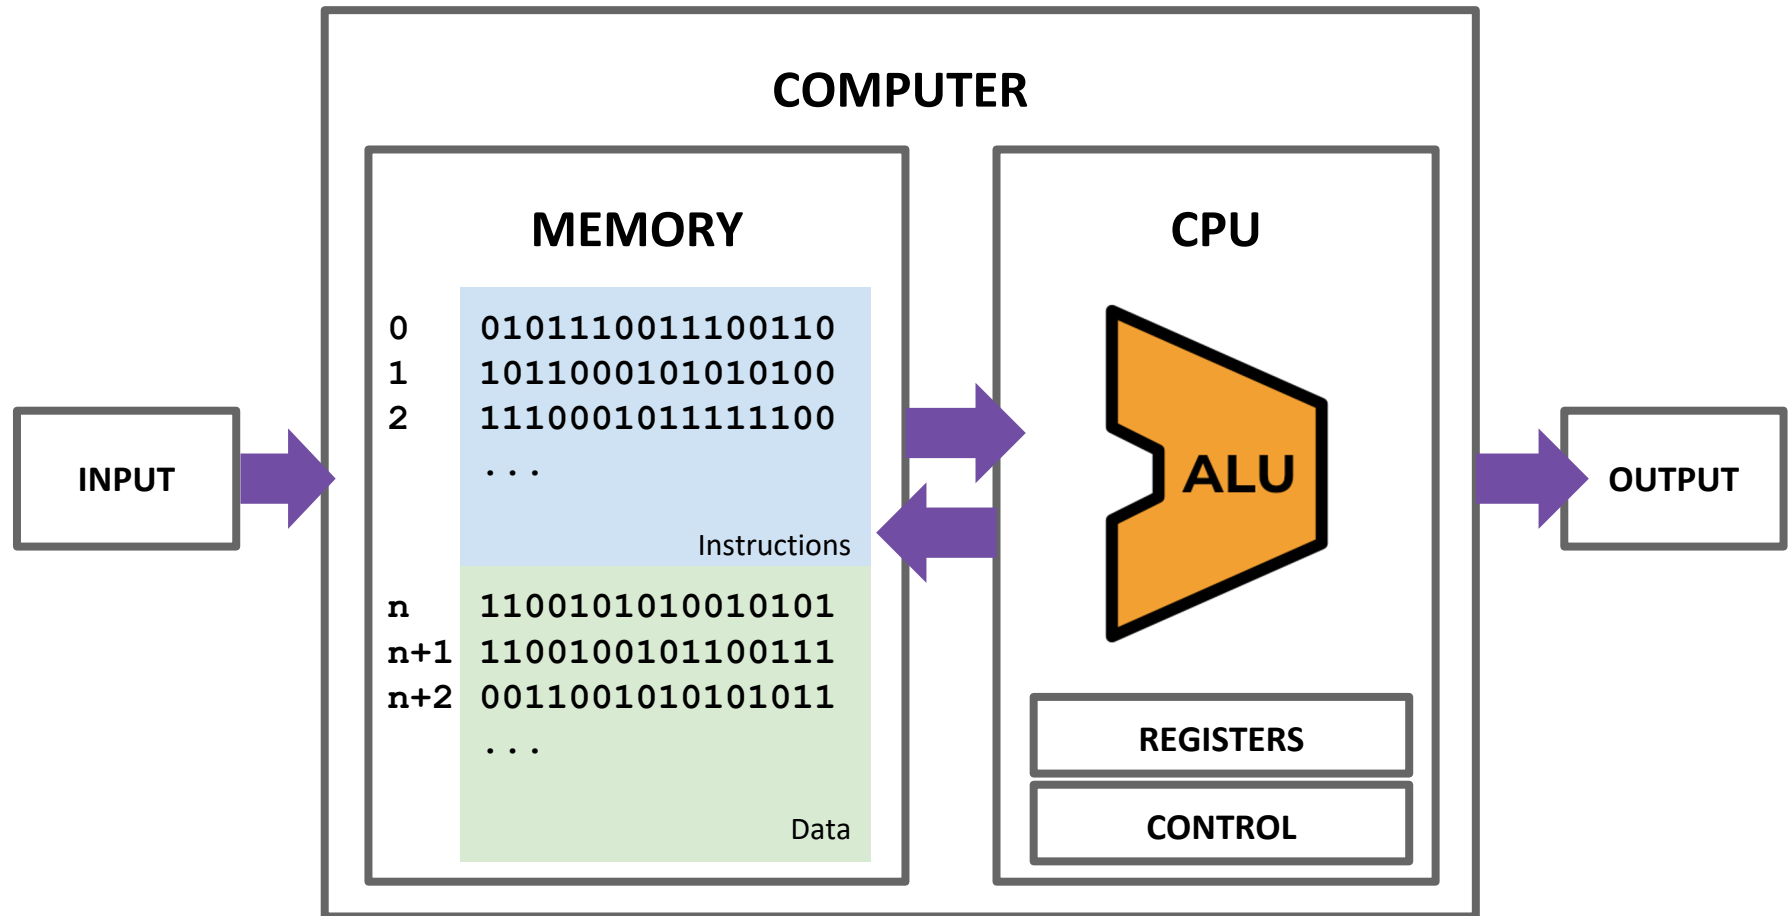 COMPUTER
MEMORY
0 0101110011100110
1 1011000101010100
2 1110001011111100
...
Instructions
n 1100101010010101
n+1 1100100101100111
n+2 0011001010101011
...
Data
CPU
ALU
REGISTERS
CONTROL
INPUT
OUTPUT